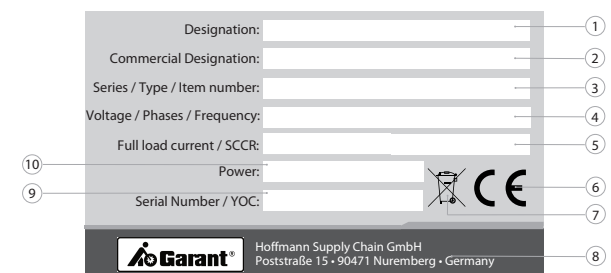 Designation:
1
Commercial Designation:
2
Series / Type / Item number:
3
Voltage / Phases / Frequency:
4
Full load current / SCCR:
5
10
Power:
9
Serial Number / YOC:
CE
6
7
Garant®
Hoffmann Supply Chain GmbH
Poststraße 15 • 90471 Nuremberg • Germany
8